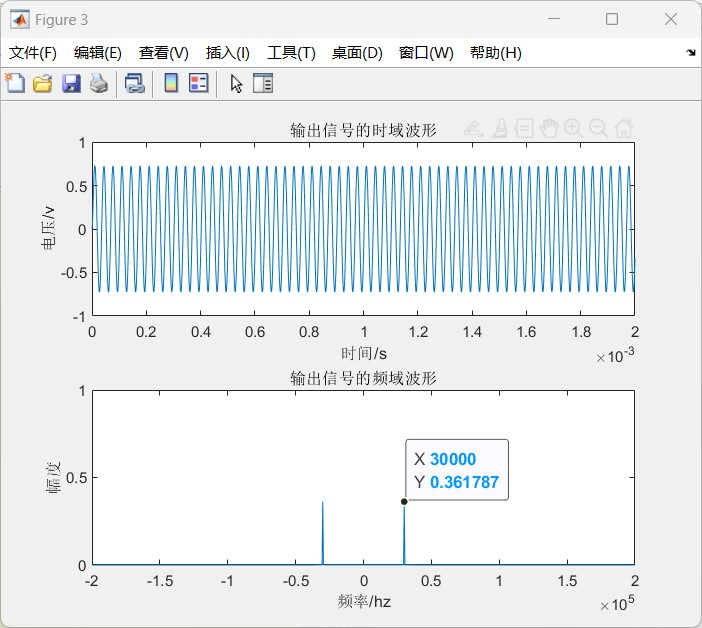 Figure 3
文件(F) 编辑(E) 查看(V) 插入(I) 工具(T) 桌面(D) 窗口(W) 帮助(H)
输出信号的时域波形
1
0.5
0
-0.5
-1
电压/v
0 0.2 0.4 0.6 0.8 1 1.2 1.4 1.6 1.8 2
时间/s
×10-3
输出信号的频域波形
1
0.5
0
幅度
X 30000
Y 0.361787
-2 -1.5 -1 -0.5 0 0.5 1 1.5 2
频率/hz
×105